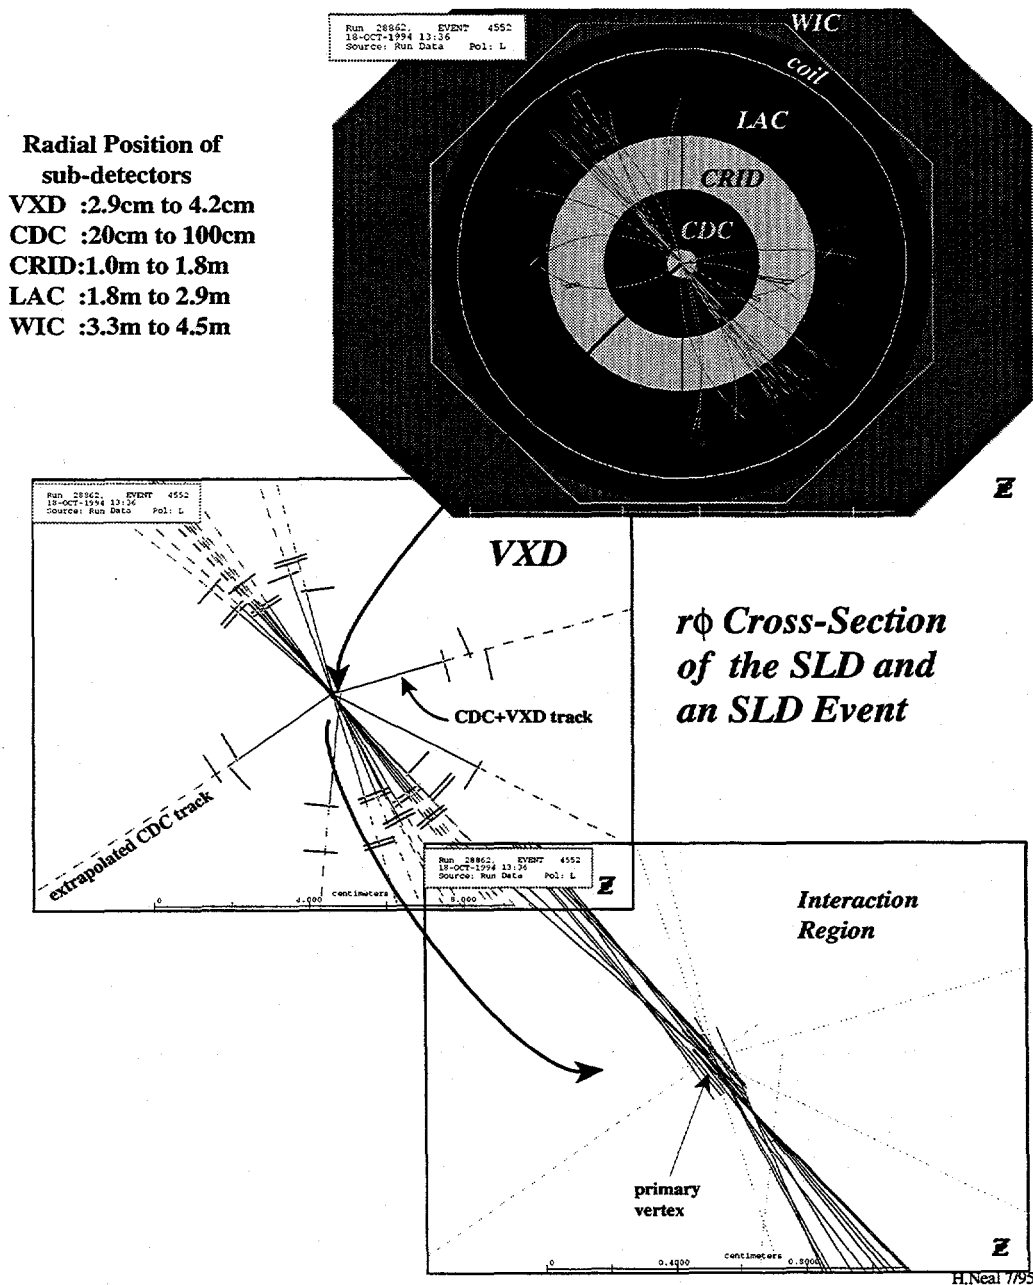 Run 28862, EVENT 4552
18-OCT-1994 13:36
Source: Run Data Pol: L
WIC
coil
LAC
CRID
CDC
Radial Position of
sub-detectors
VXD :2.9cm to 4.2cm
CDC :20cm to 100cm
CRID:1.0m to 1.8m
LAC :1.8m to 2.9m
WIC :3.3m to 4.5m
Z
Run 28862, EVENT 4552
18-OCT-1994 13:36
Source: Run Data Pol: L
VXD
CDC+VXD track
extrapolated CDC track
centimeters
0 4.000 8.000
Z
rϕ Cross-Section
of the SLD and
an SLD Event
Run 28862, EVENT 4552
18-OCT-1994 13:36
Source: Run Data Pol: L
Interaction
Region
primary
vertex
centimeters
0 0.4000 0.8000
Z
H.Neal 7/95